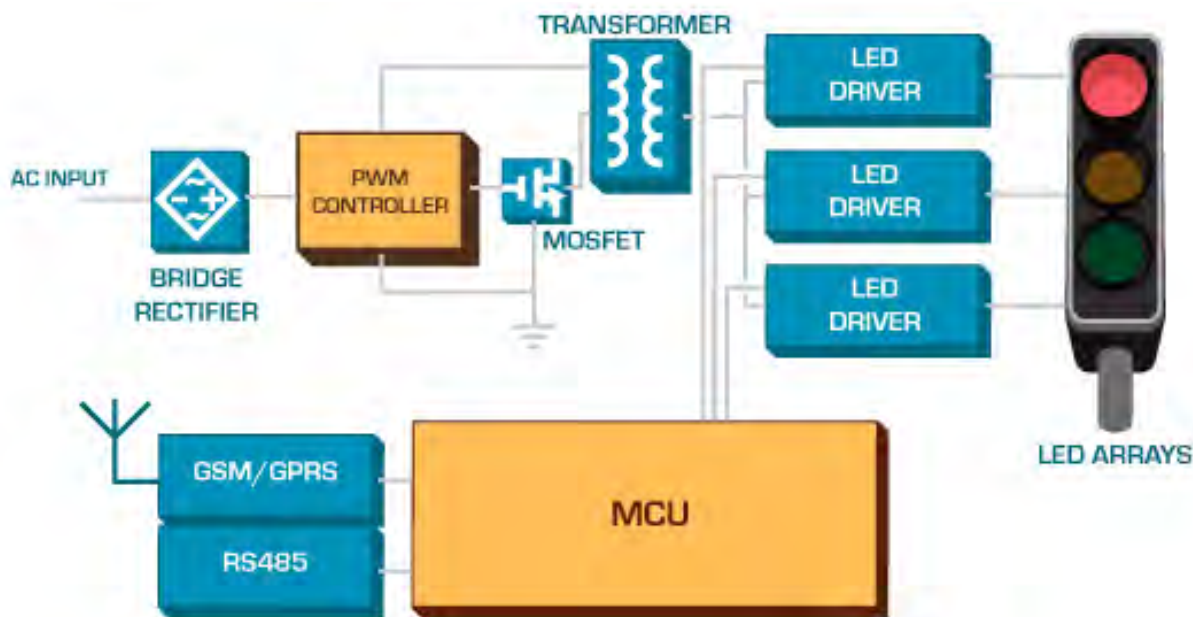 TRANSFORMER
LED
DRIVER
AC INPUT
PWM
CONTROLLER
LED
DRIVER
MOSFET
BRIDGE
RECTIFIER
LED
DRIVER
GSM/GPRS
LED ARRAYS
MCU
RS485